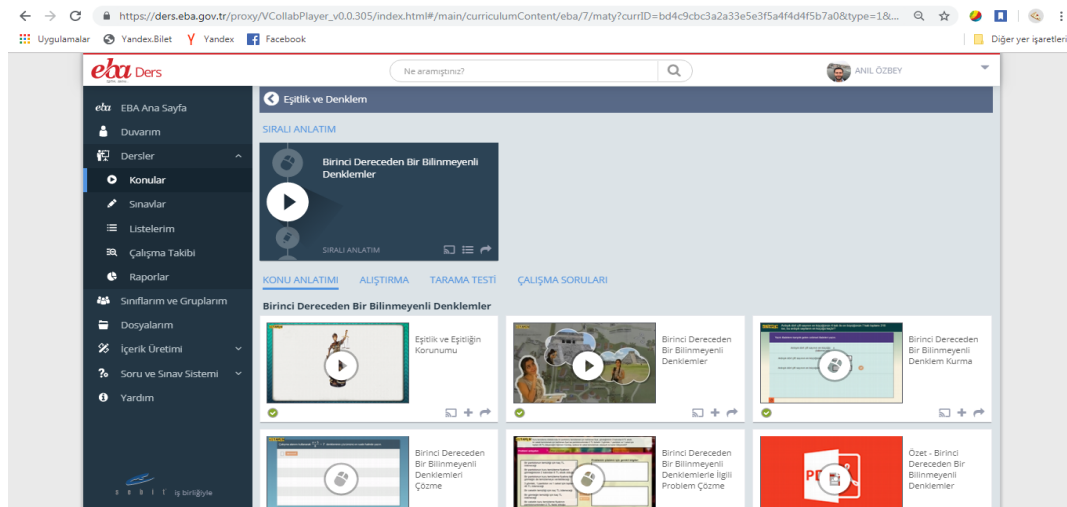 https://ders.eba.gov.tr/proxy/VCollabPlayer_v0.0.305/index.html#/main/curriculumContent/eba/7/maty?currID=bd4c9cbc3a2a33e5e3f5a4f4d4f5b7a0&type=1&...
Uygulamalar Yandex.Bilet Yandex Facebook Diğer yer işaretleri
eba Ders Ne aramıştınız? ANIL ÖZBEY
Eşitlik ve Denklem
eba EBA Ana Sayfa
Duvarım
Dersler
Konular
Sınavlar
Listelerim
Çalışma Takibi
Raporlar
Sınıflarım ve Gruplarım
Dosyalarım
İçerik Üretimi
Soru ve Sınav Sistemi
Yardım
SEBİT iş birliğiyle
SIRALI ANLATIM
Birinci Dereceden Bir Bilinmeyenli
Denklemler
SIRALI ANLATIM
KONU ANLATIMI ALIŞTIRMA TARAMA TESTİ ÇALIŞMA SORULARI
Birinci Dereceden Bir Bilinmeyenli Denklemler
Eşitlik ve Eşitliğin
Korunumu
Birinci Dereceden
Bir Bilinmeyenli
Denklemler
Birinci Dereceden
Bir Bilinmeyenli
Denklem Kurma
Birinci Dereceden
Bir Bilinmeyenli
Denklemleri
Çözme
Birinci Dereceden
Bir Bilinmeyenli
Denklemlerle İlgili
Problem Çözme
Özet - Birinci
Dereceden Bir
Bilinmeyenli
Denklemler